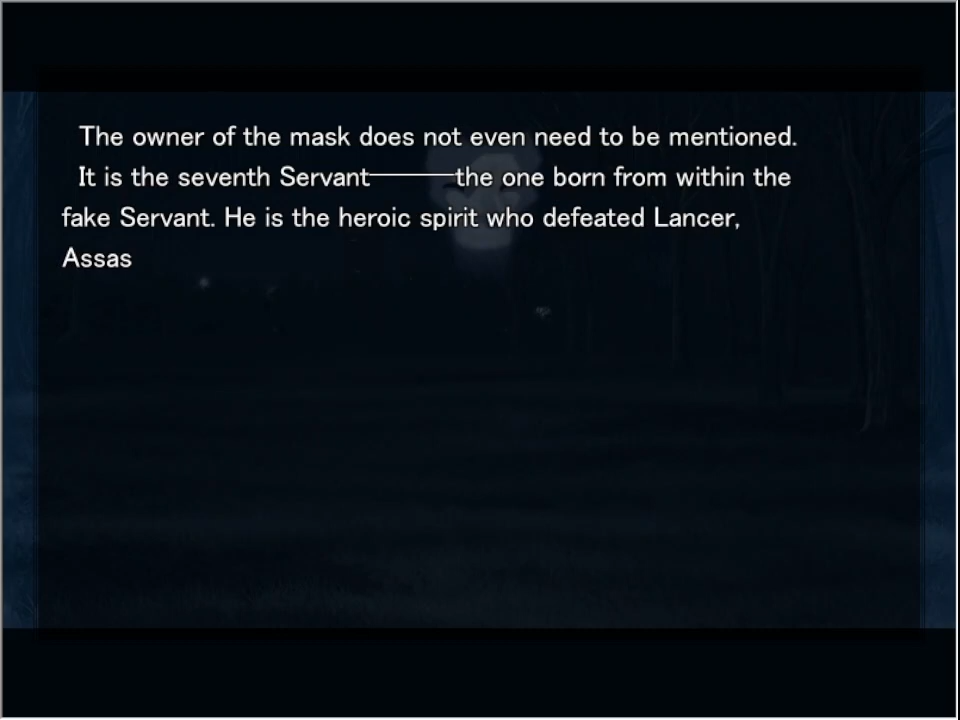 The owner of the mask does not even need to be mentioned.
It is the seventh Servant―――the one born from within the
fake Servant. He is the heroic spirit who defeated Lancer,
Assas